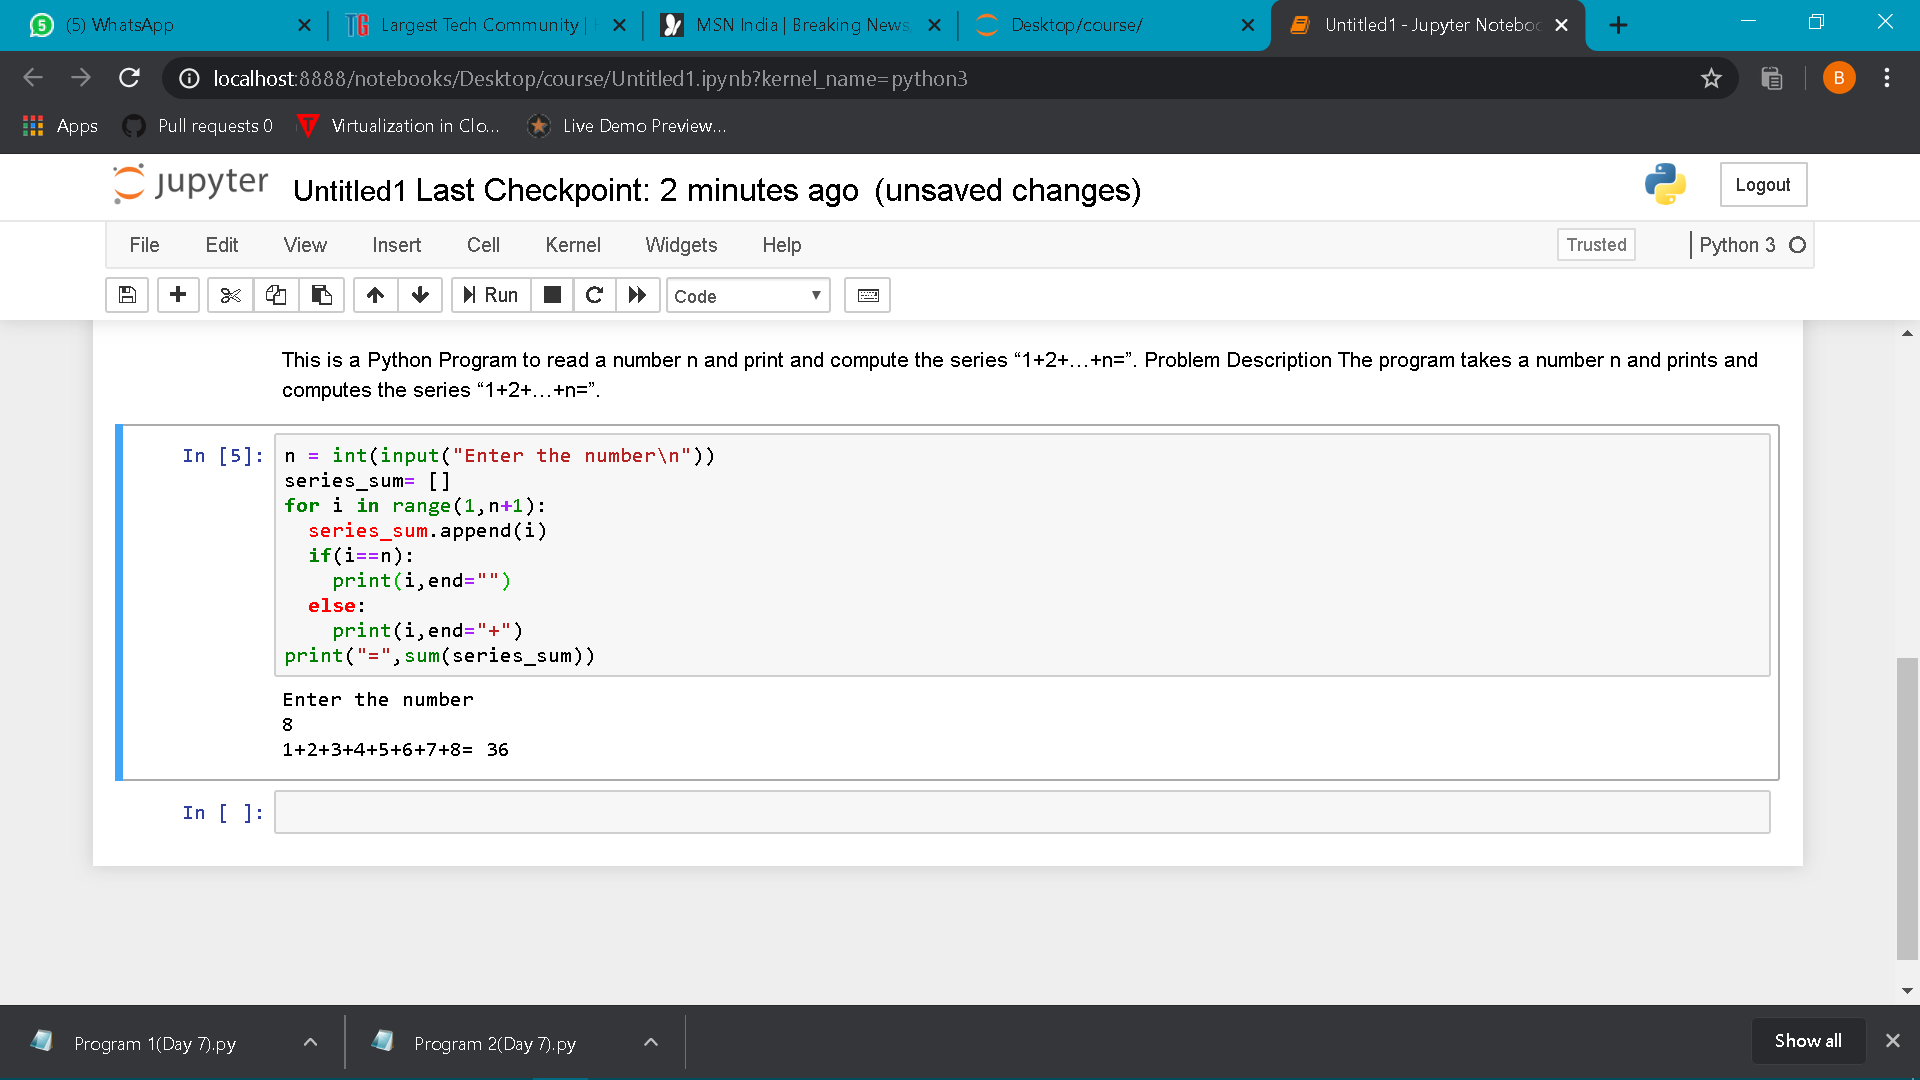 (5) WhatsApp
Largest Tech Community |
MSN India | Breaking News
Desktop/course/
Untitled1 - Jupyter Noteboo
localhost:8888/notebooks/Desktop/course/Untitled1.ipynb?kernel_name=python3
B
Apps
Pull requests 0
Virtualization in Clo...
Live Demo Preview...
jupyter
Untitled1 Last Checkpoint: 2 minutes ago (unsaved changes)
Logout
File Edit View Insert Cell Kernel Widgets Help
Trusted
Python 3
Run
Code
This is a Python Program to read a number n and print and compute the series “1+2+…+n=”. Problem Description The program takes a number n and prints and
computes the series “1+2+…+n=”.
In [5]:
n = int(input("Enter the number\n"))
series_sum= []
for i in range(1,n+1):
  series_sum.append(i)
  if(i==n):
    print(i,end="")
  else:
    print(i,end="+")
print("=",sum(series_sum))
Enter the number
8
1+2+3+4+5+6+7+8= 36
In [ ]:
Program 1(Day 7).py
Program 2(Day 7).py
Show all